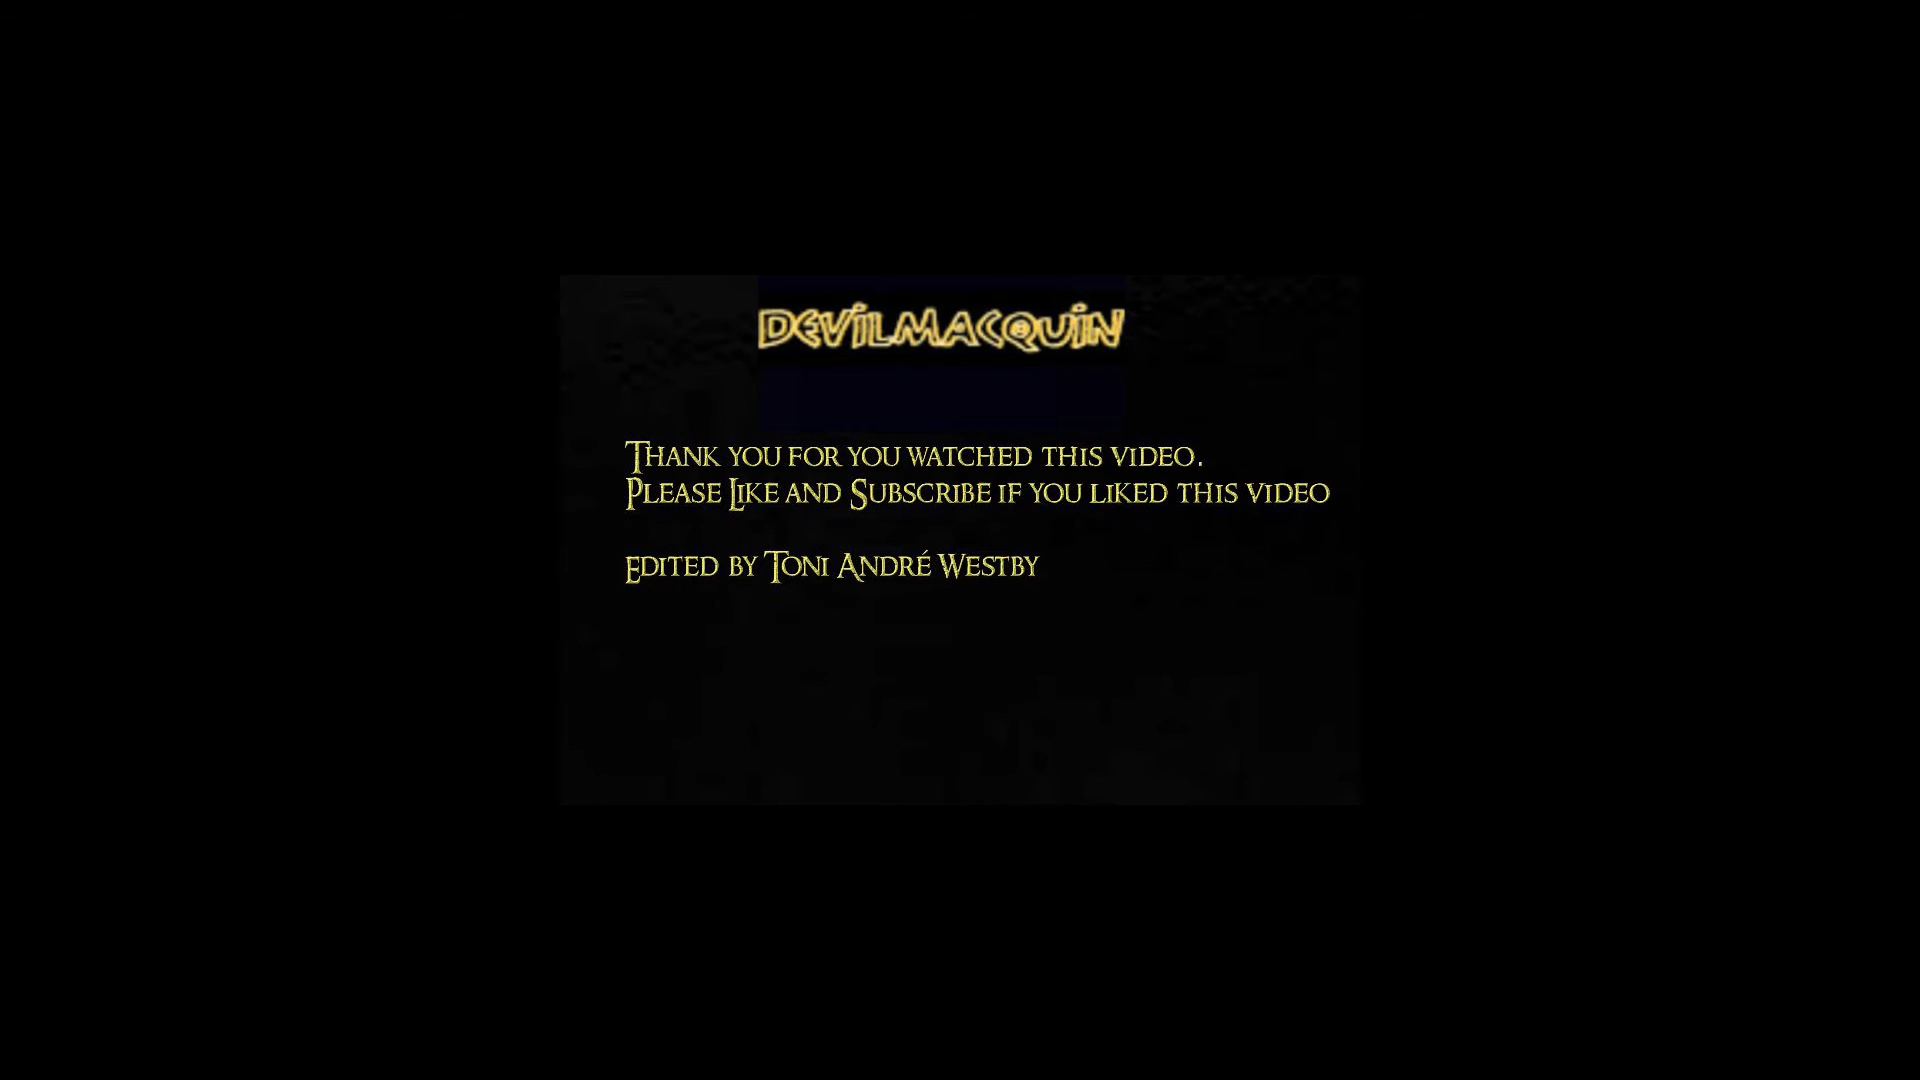 DEViLMACQUiN
Thank you for you watched this video.
Please Like and Subscribe if you liked this video
Edited by Toni André Westby